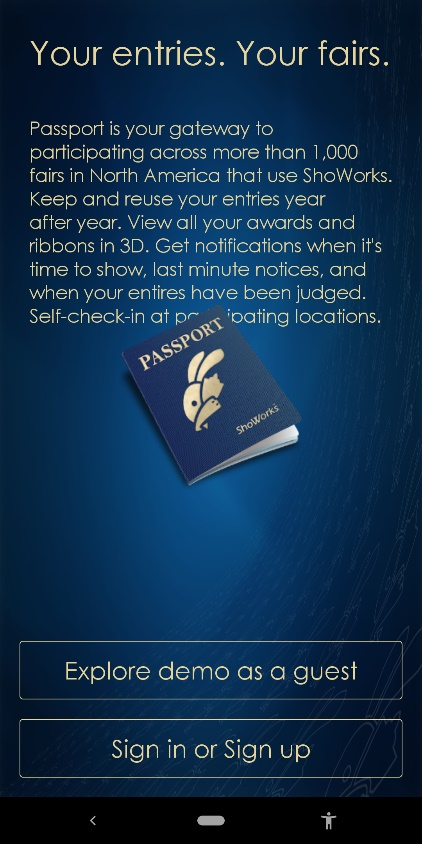 Your entries. Your fairs.
Passport is your gateway to
participating across more than 1,000
fairs in North America that use ShoWorks.
Keep and reuse your entries year
after year. View all your awards and
ribbons in 3D. Get notifications when it's
time to show, last minute notices, and
when your entires have been judged.
Self-check-in at locations.
PASSPORT
ShoWorks
Explore demo as a guest
Sign in or Sign up